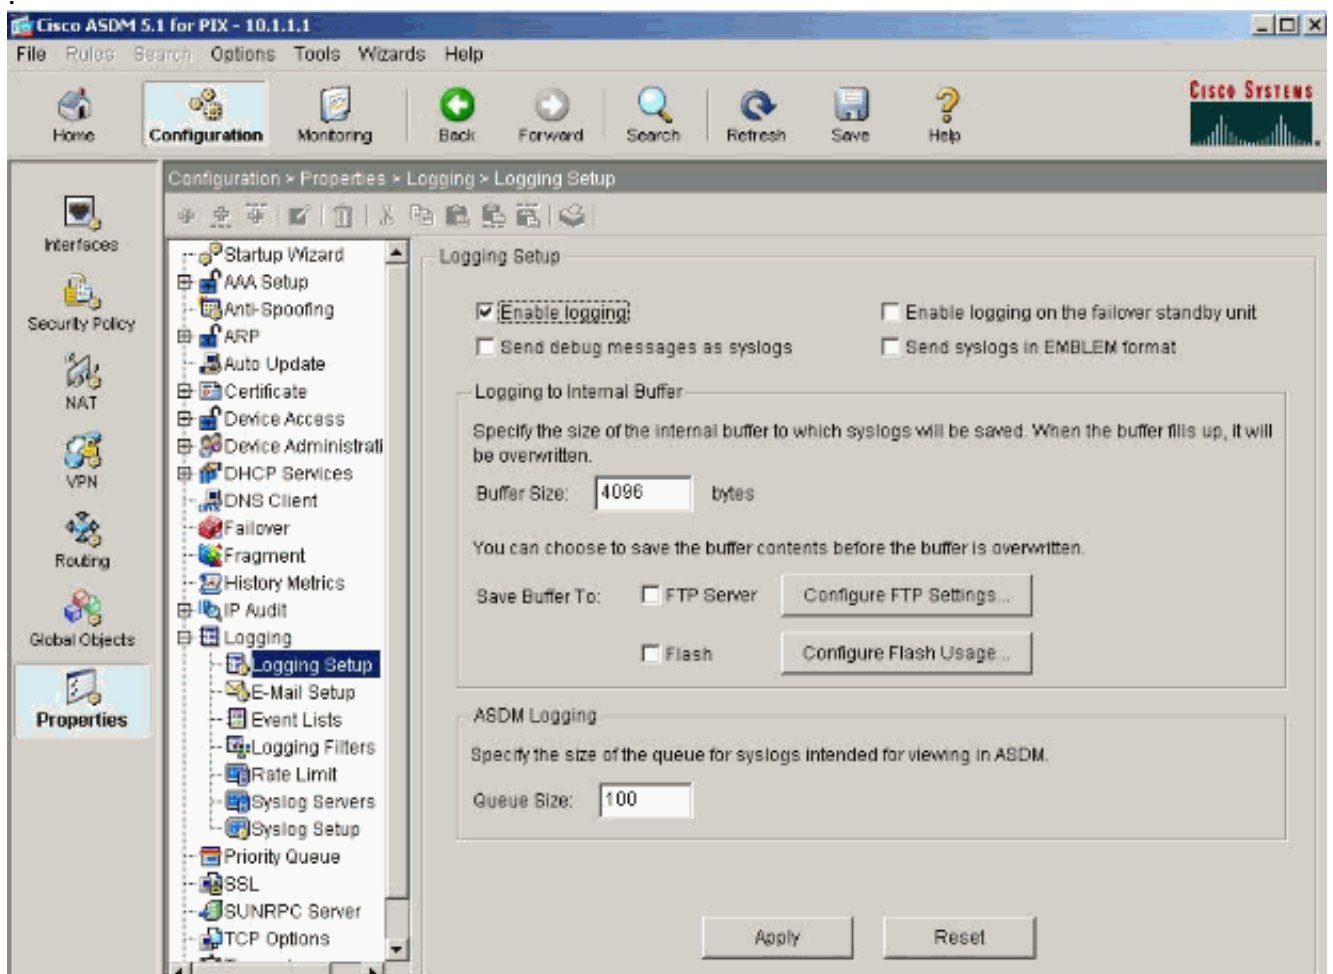 Cisco ASDM 5.1 for PIX - 10.1.1.1
File Rules Search Options Tools Wizards Help
Home Configuration Monitoring Back Forward Search Refresh Save Help
CISCO SYSTEMS
Configuration > Properties > Logging > Logging Setup
Interfaces
Security Policy
NAT
VPN
Routing
Global Objects
Properties
Startup Wizard
AAA Setup
Anti-Spoofing
ARP
Auto Update
Certificate
Device Access
Device Administrati
DHCP Services
DNS Client
Failover
Fragment
History Metrics
IP Audit
Logging
Logging Setup
E-Mail Setup
Event Lists
Logging Filters
Rate Limit
Syslog Servers
Syslog Setup
Priority Queue
SSL
SUNRPC Server
TCP Options
Logging Setup
Enable logging
Enable logging on the failover standby unit
Send debug messages as syslogs
Send syslogs in EMBLEM format
Logging to Internal Buffer
Specify the size of the internal buffer to which syslogs will be saved. When the buffer fills up, it will
be overwritten.
Buffer Size: 4096 bytes
You can choose to save the buffer contents before the buffer is overwritten.
Save Buffer To: FTP Server Configure FTP Settings...
Flash Configure Flash Usage...
ASDM Logging
Specify the size of the queue for syslogs intended for viewing in ASDM.
Queue Size: 100
Apply Reset